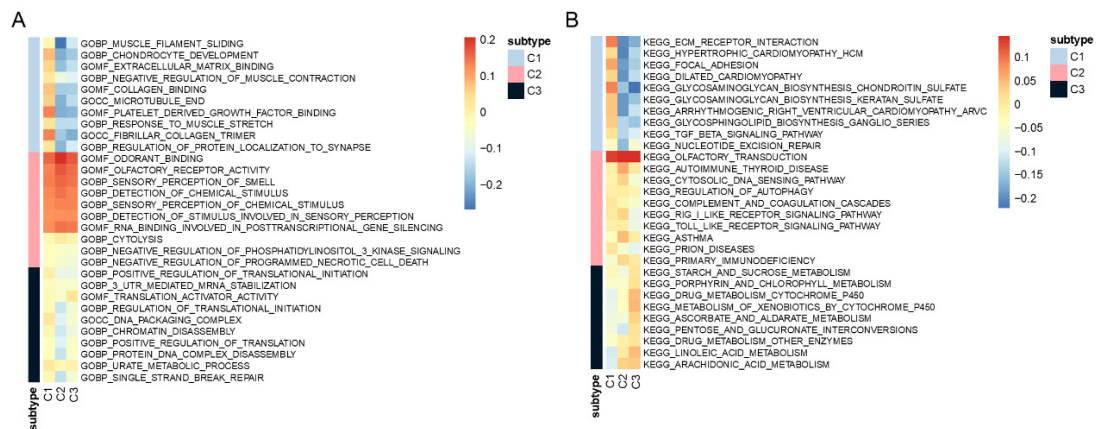 A
GOBP_MUSCLE_FILAMENT_SLIDING
GOBP_CHONDROCYTE_DEVELOPMENT
GOMF_EXTRACELLULAR_MATRIX_BINDING
GOBP_NEGATIVE_REGULATION_OF_MUSCLE_CONTRACTION
GOMF_COLLAGEN_BINDING
GOCC_MICROTUBULE_END
GOMF_PLATELET_DERIVED_GROWTH_FACTOR_BINDING
GOBP_RESPONSE_TO_MUSCLE_STRETCH
GOCC_FIBRILLAR_COLLAGEN_TRIMER
GOBP_REGULATION_OF_PROTEIN_LOCALIZATION_TO_SYNAPSE
GOMF_ODORANT_BINDING
GOMF_OLFACTORY_RECEPTOR_ACTIVITY
GOBP_SENSORY_PERCEPTION_OF_SMELL
GOBP_DETECTION_OF_CHEMICAL_STIMULUS
GOBP_SENSORY_PERCEPTION_OF_CHEMICAL_STIMULUS
GOBP_DETECTION_OF_STIMULUS_INVOLVED_IN_SENSORY_PERCEPTION
GOMF_RNA_BINDING_INVOLVED_IN_POSTTRANSCRIPTIONAL_GENE_SILENCING
GOBP_CYTOLYSIS
GOBP_NEGATIVE_REGULATION_OF_PHOSPHATIDYLINOSITOL_3_KINASE_SIGNALING
GOBP_NEGATIVE_REGULATION_OF_PROGRAMMED_NECROTIC_CELL_DEATH
GOBP_POSITIVE_REGULATION_OF_TRANSLATIONAL_INITIATION
GOBP_3_UTR_MEDIATED_MRNA_STABILIZATION
GOMF_TRANSLATION_ACTIVATOR_ACTIVITY
GOBP_REGULATION_OF_TRANSLATIONAL_INITIATION
GOCC_DNA_PACKAGING_COMPLEX
GOBP_CHROMATIN_DISASSEMBLY
GOBP_POSITIVE_REGULATION_OF_TRANSLATION
GOBP_PROTEIN_DNA_COMPLEX_DISASSEMBLY
GOBP_URATE_METABOLIC_PROCESS
GOBP_SINGLE_STRAND_BREAK_REPAIR
subtype
C1
C2
C3
0.2
0.1
0
−0.1
−0.2
subtype
C1
C2
C3
B
KEGG_ECM_RECEPTOR_INTERACTION
KEGG_HYPERTROPHIC_CARDIOMYOPATHY_HCM
KEGG_FOCAL_ADHESION
KEGG_DILATED_CARDIOMYOPATHY
KEGG_GLYCOSAMINOGLYCAN_BIOSYNTHESIS_CHONDROITIN_SULFATE
KEGG_GLYCOSAMINOGLYCAN_BIOSYNTHESIS_KERATAN_SULFATE
KEGG_ARRHYTHMOGENIC_RIGHT_VENTRICULAR_CARDIOMYOPATHY_ARVC
KEGG_GLYCOSPHINGOLIPID_BIOSYNTHESIS_GANGLIO_SERIES
KEGG_TGF_BETA_SIGNALING_PATHWAY
KEGG_NUCLEOTIDE_EXCISION_REPAIR
KEGG_OLFACTORY_TRANSDUCTION
KEGG_AUTOIMMUNE_THYROID_DISEASE
KEGG_CYTOSOLIC_DNA_SENSING_PATHWAY
KEGG_REGULATION_OF_AUTOPHAGY
KEGG_COMPLEMENT_AND_COAGULATION_CASCADES
KEGG_RIG_I_LIKE_RECEPTOR_SIGNALING_PATHWAY
KEGG_TOLL_LIKE_RECEPTOR_SIGNALING_PATHWAY
KEGG_ASTHMA
KEGG_PRION_DISEASES
KEGG_PRIMARY_IMMUNODEFICIENCY
KEGG_STARCH_AND_SUCROSE_METABOLISM
KEGG_PORPHYRIN_AND_CHLOROPHYLL_METABOLISM
KEGG_DRUG_METABOLISM_CYTOCHROME_P450
KEGG_METABOLISM_OF_XENOBIOTICS_BY_CYTOCHROME_P450
KEGG_ASCORBATE_AND_ALDARATE_METABOLISM
KEGG_PENTOSE_AND_GLUCURONATE_INTERCONVERSIONS
KEGG_DRUG_METABOLISM_OTHER_ENZYMES
KEGG_LINOLEIC_ACID_METABOLISM
KEGG_ARACHIDONIC_ACID_METABOLISM
subtype
C1
C2
C3
0.1
0.05
0
−0.05
−0.1
−0.15
−0.2
subtype
C1
C2
C3